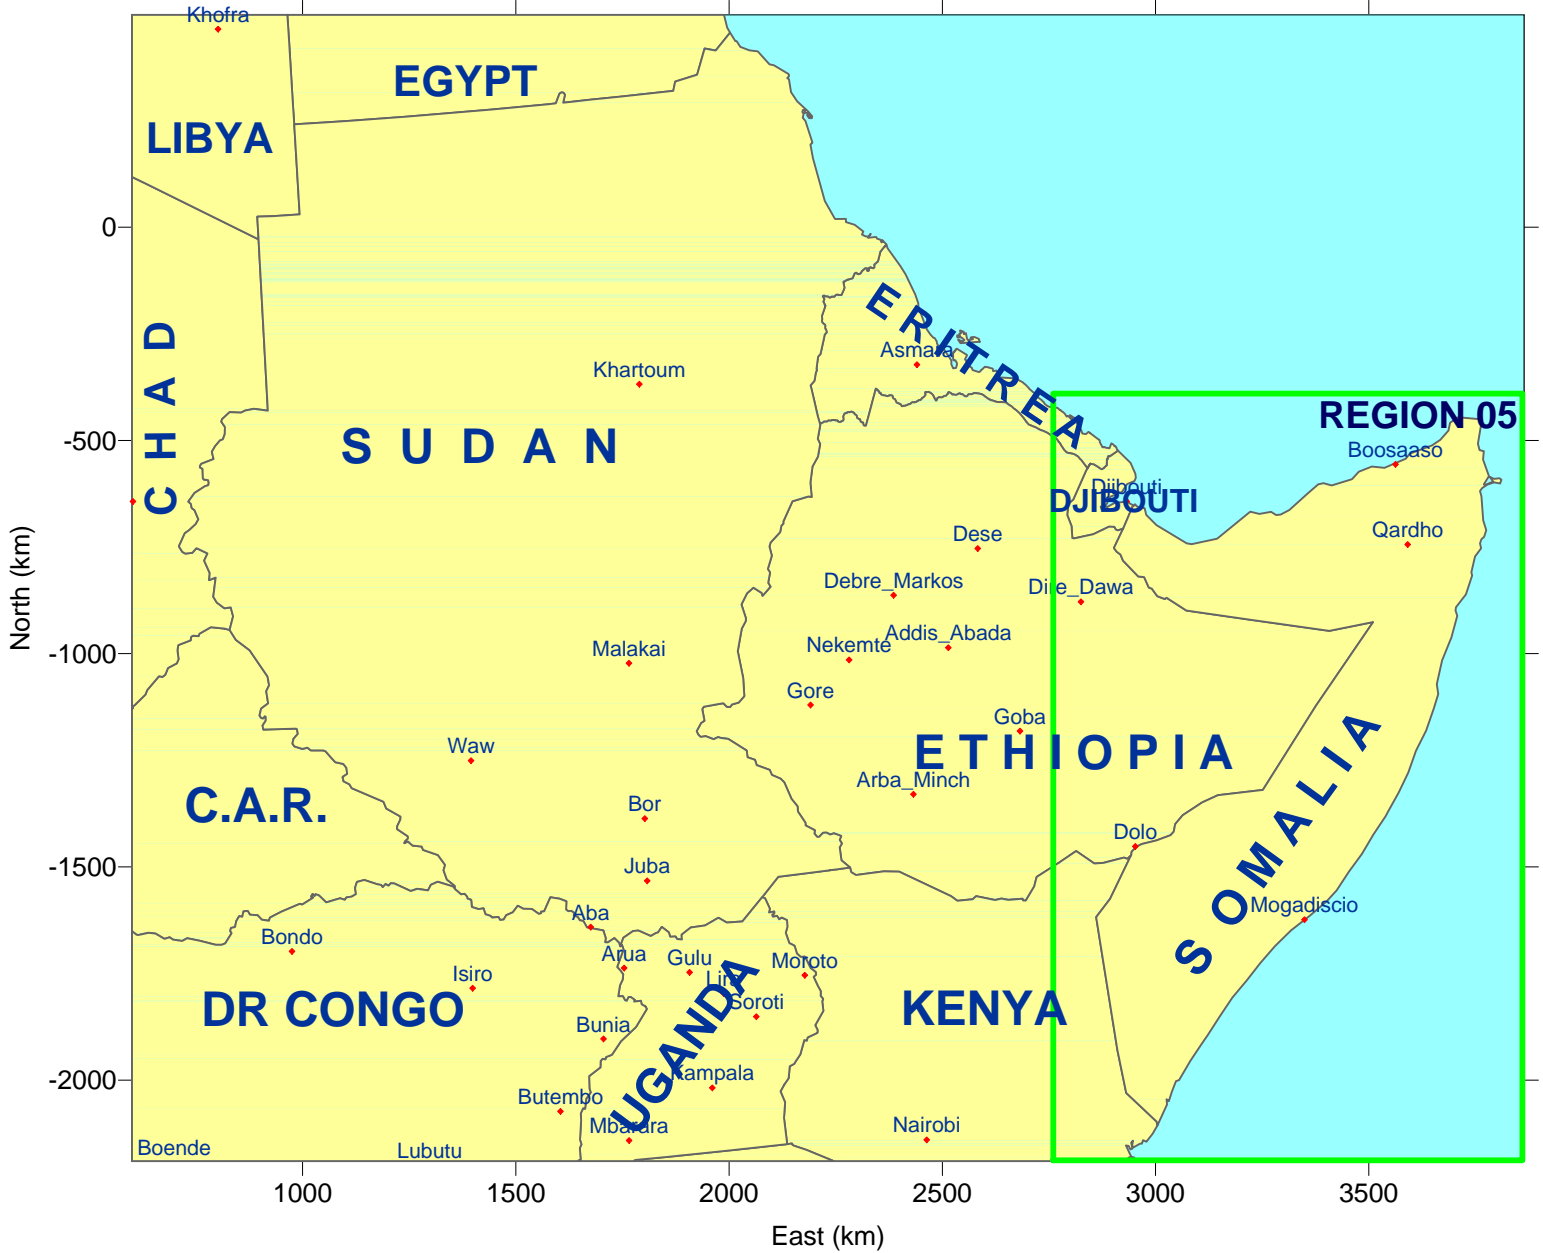 Khofra
EGYPT
LIBYA
0
CHAD
ERITREA
Asmara
Khartoum
REGION 05
-500
SUDAN
Boosaaso
Djibouti
DJIBOUTI
Dese
Qardho
Debre_Markos
Dire_Dawa
North (km)
-1000
Malakai
Nekemte
Addis_Abada
Gore
Goba
Waw
ETHIOPIA
SOMALIA
Arba_Minch
C.A.R.
Bor
Dolo
-1500
Juba
Aba
Mogadiscio
Bondo
Arua
Gulu
Moroto
Isiro
Lira
Soroti
DR CONGO
UGANDA
KENYA
Bunia
-2000
Kampala
Butembo
Mbarara
Nairobi
Boende
Lubutu
1000
1500
2000
2500
3000
3500
East (km)